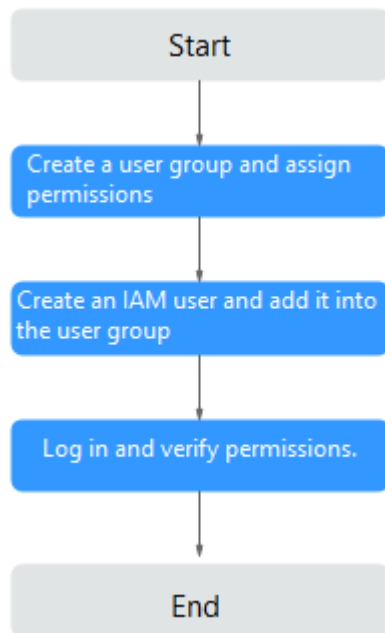 Start
Create a user group and assign
permissions
Create an IAM user and add it into
the user group
Log in and verify permissions.
End